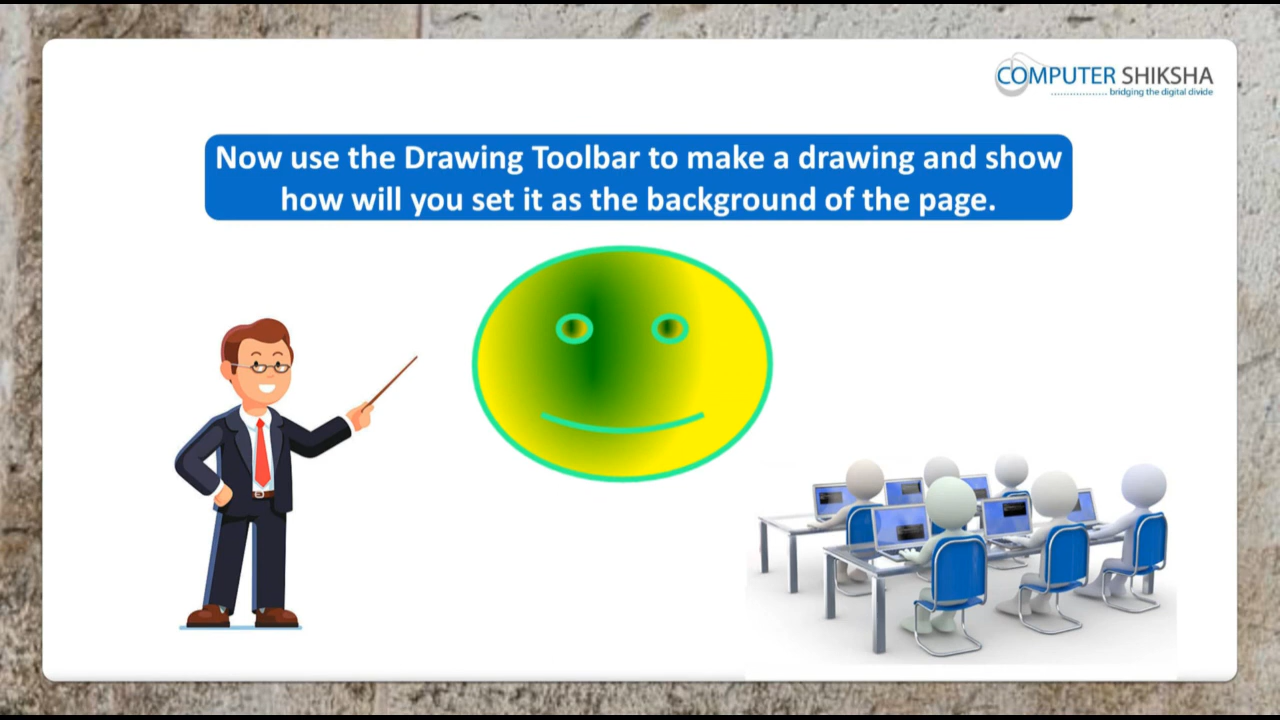 COMPUTER SHIKSHA
bridging the digital divide
Now use the Drawing Toolbar to make a drawing and show
how will you set it as the background of the page.